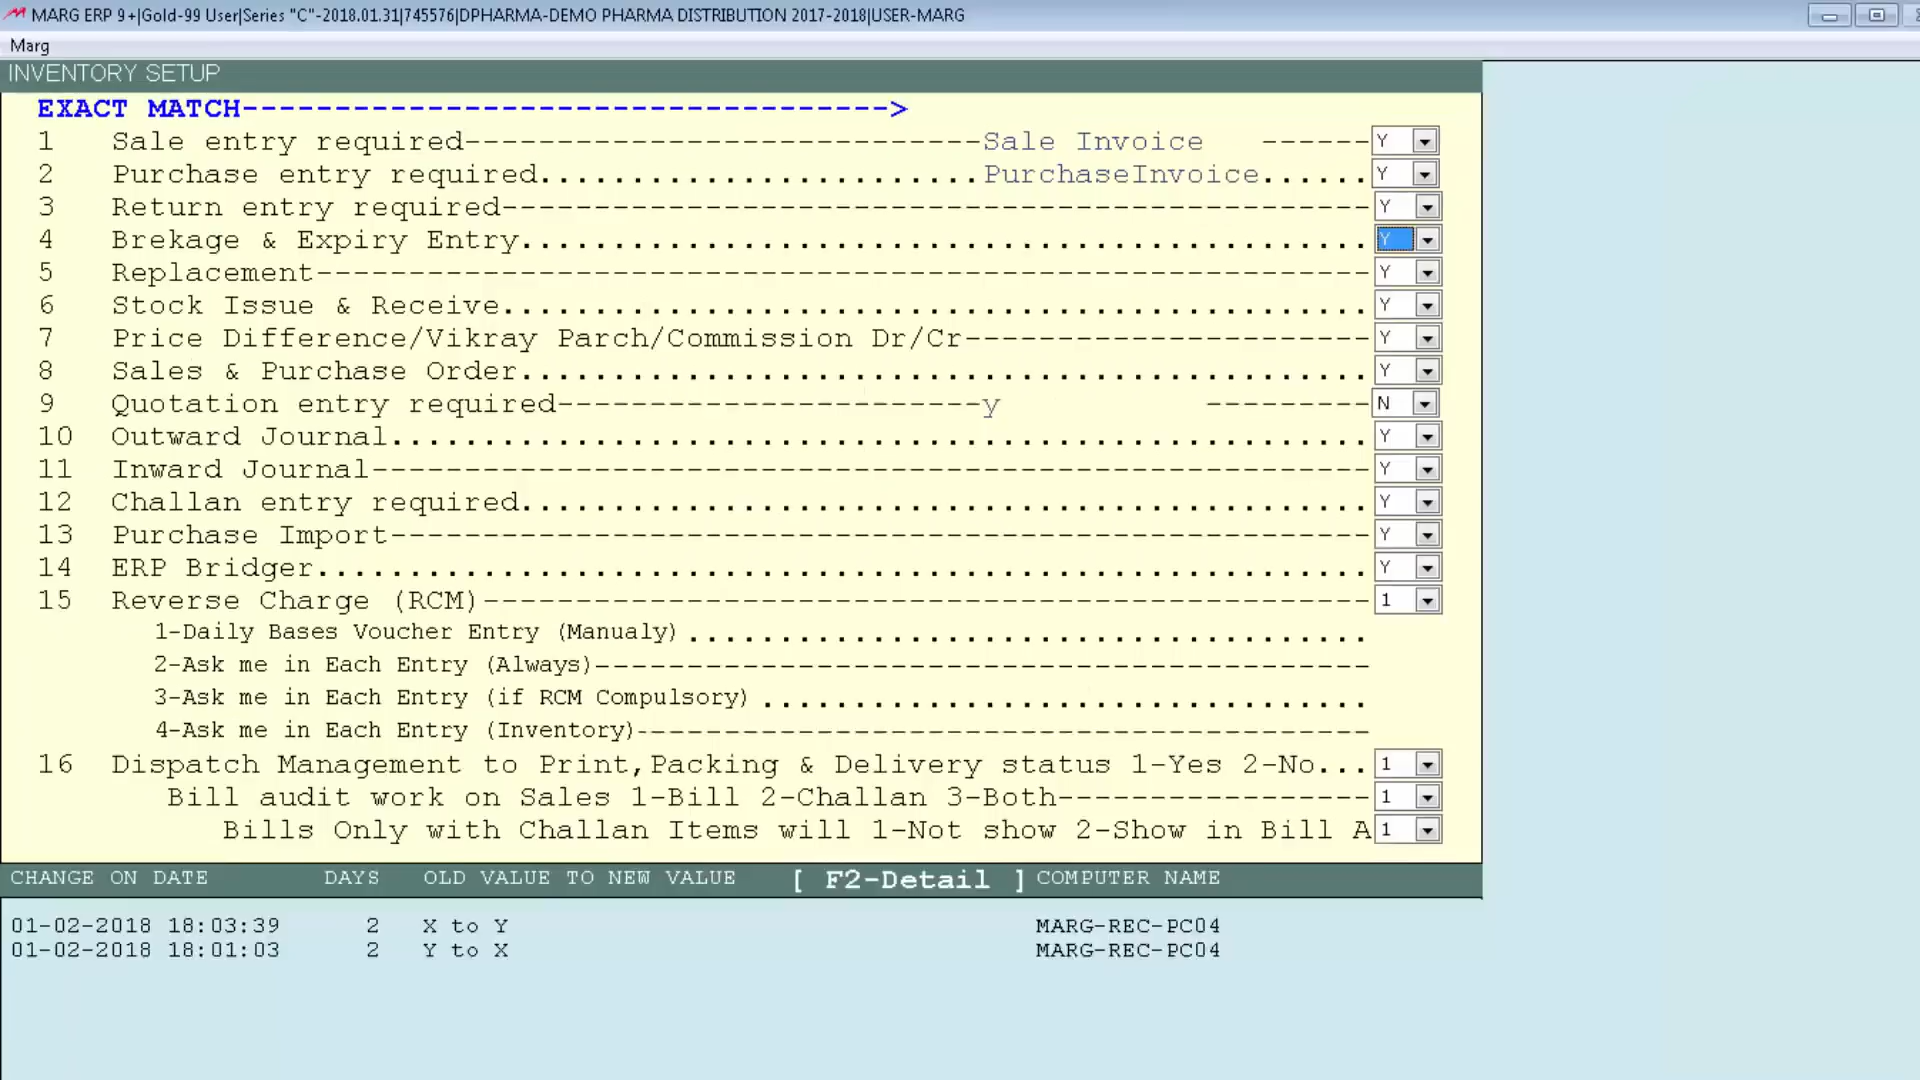 MARG ERP 9+|Gold-99 User|Series "C"-2018.01.31|745576|DPHARMA-DEMO PHARMA DISTRIBUTION 2017-2018|USER-MARG
Marg
INVENTORY SETUP
EXACT MATCH----------------------------------->
1 Sale entry required----------------------------Sale Invoice ------ Y
2 Purchase entry required........................PurchaseInvoice...... Y
3 Return entry required----------------------------------------------- Y
4 Brekage & Expiry Entry.............................................. Y
5 Replacement--------------------------------------------------------- Y
6 Stock Issue & Receive............................................... Y
7 Price Difference/Vikray Parch/Commission Dr/Cr---------------------- Y
8 Sales & Purchase Order.............................................. Y
9 Quotation entry required-----------------------y --------- N
10 Outward Journal..................................................... Y
11 Inward Journal------------------------------------------------------ Y
12 Challan entry required.............................................. Y
13 Purchase Import----------------------------------------------------- Y
14 ERP Bridger......................................................... Y
15 Reverse Charge (RCM)------------------------------------------------ 1
1-Daily Bases Voucher Entry (Manualy) .....................................
2-Ask me in Each Entry (Always)------------------------------------------
3-Ask me in Each Entry (if RCM Compulsory) .................................
4-Ask me in Each Entry (Inventory)----------------------------------------
16 Dispatch Management to Print,Packing & Delivery status 1-Yes 2-No... 1
Bill audit work on Sales 1-Bill 2-Challan 3-Both----------------- 1
Bills Only with Challan Items will 1-Not show 2-Show in Bill A 1
CHANGE ON DATE DAYS OLD VALUE TO NEW VALUE [ F2-Detail ] COMPUTER NAME
01-02-2018 18:03:39 2 X to Y MARG-REC-PC04
01-02-2018 18:01:03 2 Y to X MARG-REC-PC04